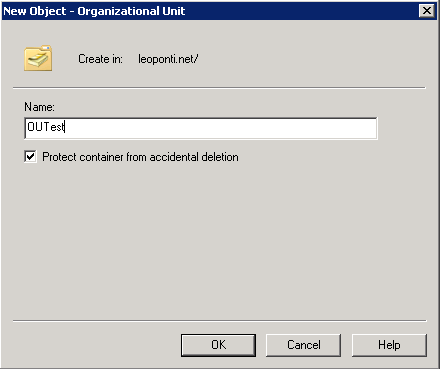 New Object - Organizational Unit
Create in: leoponti.net/
Name:
OUTest
Protect container from accidental deletion
OK Cancel Help